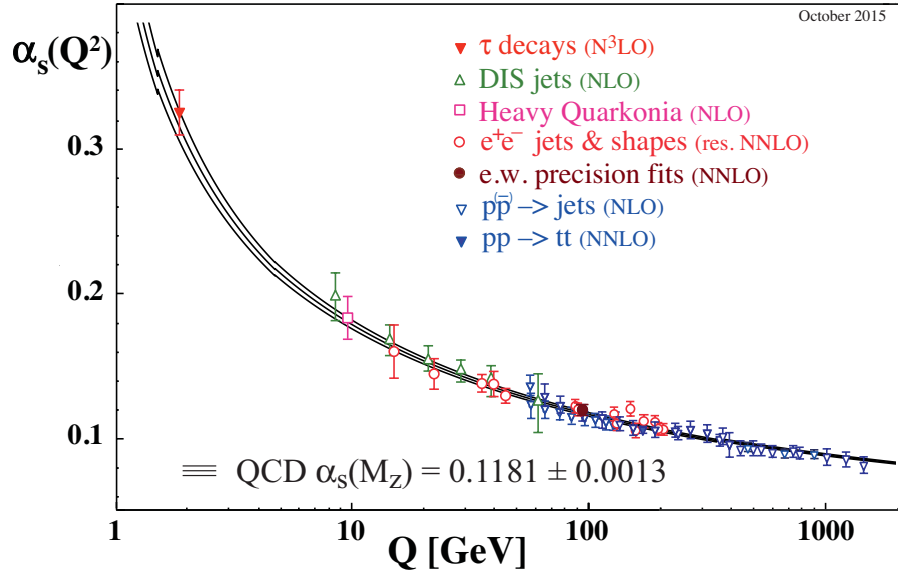 October 2015
αs(Q²)
τ decays (N³LO)
DIS jets (NLO)
Heavy Quarkonia (NLO)
e⁺e⁻ jets & shapes (res. NNLO)
e.w. precision fits (NNLO)
p(p̄) –> jets (NLO)
pp –> tt (NNLO)
0.3
0.2
0.1
QCD αs(Mz) = 0.1181 ± 0.0013
1 10 100 1000
Q [GeV]